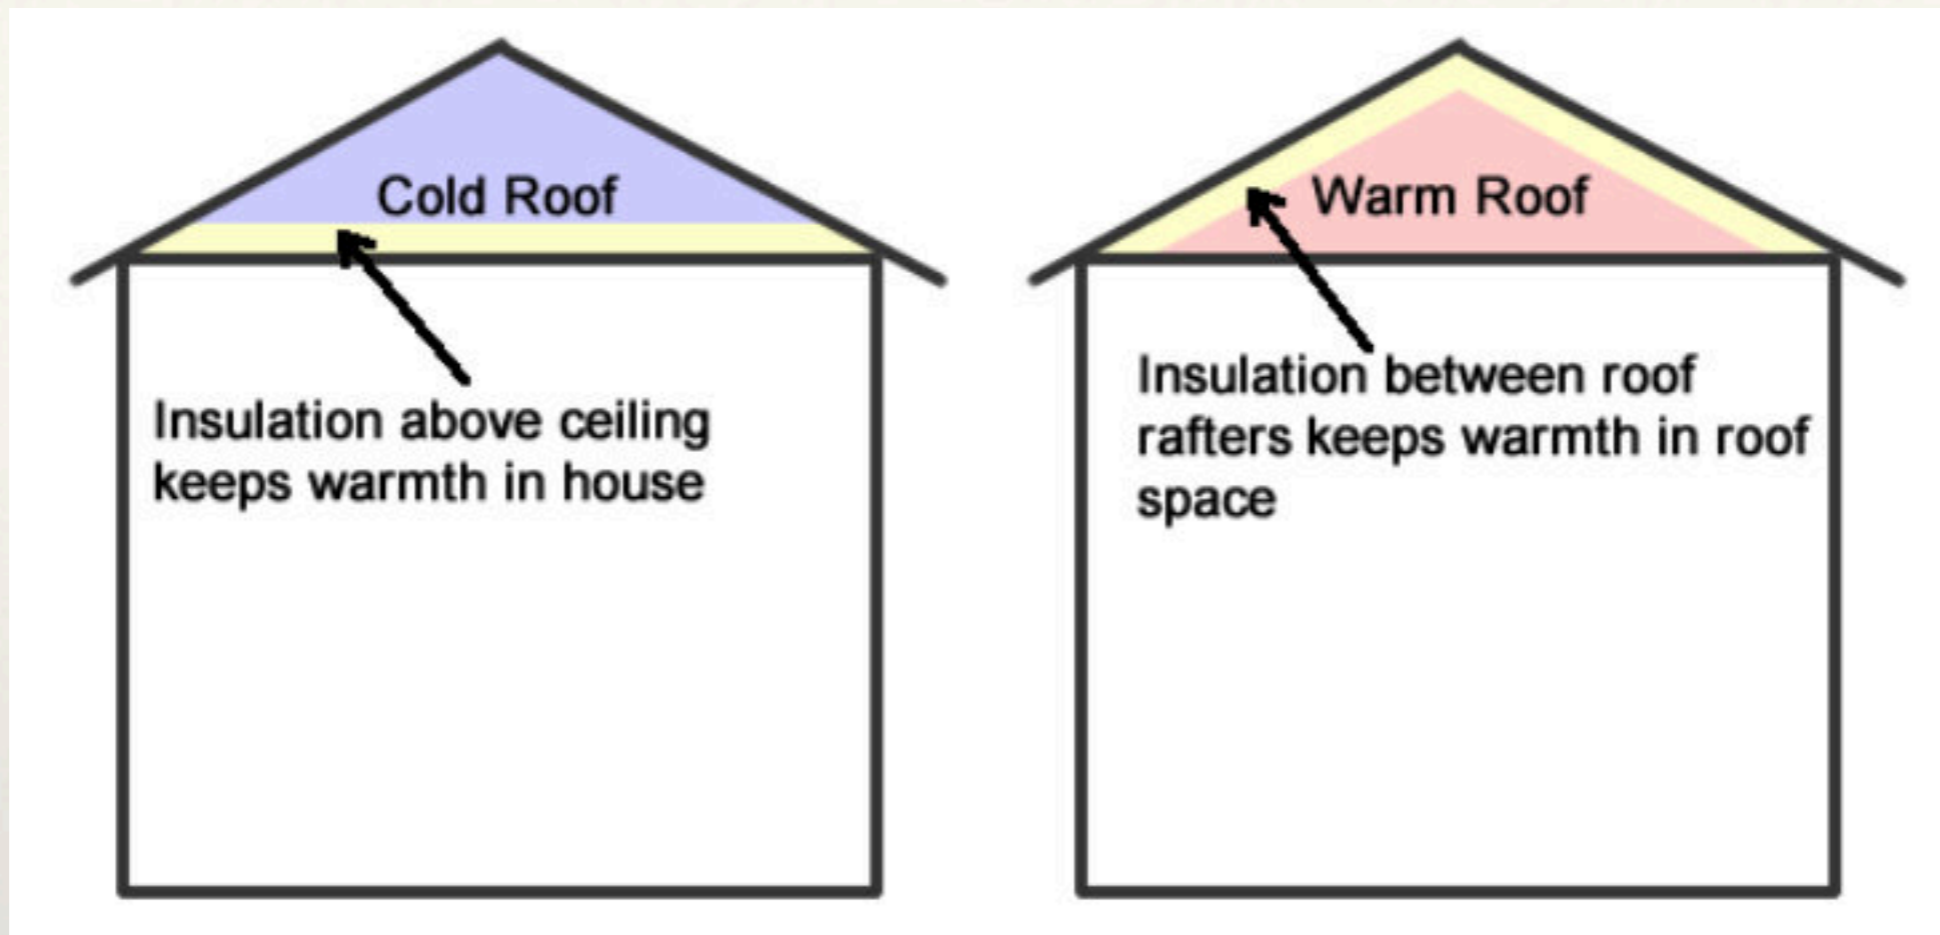 Cold Roof
Insulation above ceiling
keeps warmth in house
Warm Roof
Insulation between roof
rafters keeps warmth in roof
space